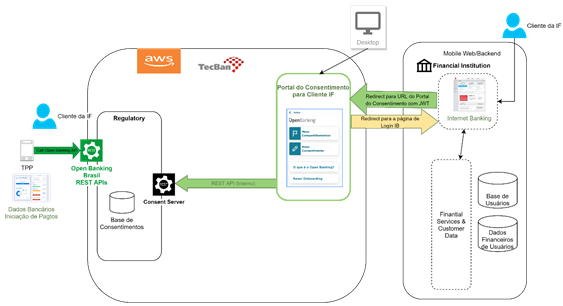 Cliente da IF
Desktop
Mobile Web/Backend
Financial Institution
aws
TecBan
Portal do Consentimento
para Cliente IF
Redirect para URL do Portal
do Consentimento com JWT
Redirect para a página de
Login IB
Internet Banking
OpenBanking
Meus
Consentimentos
Novo
Consentimento
O que é o Open Banking?
Rever Onboarding
Cliente da IF
Regulatory
Call Open Banking API
TPP
Open Banking
Brasil
REST APIs
Dados Bancários
Iniciação de Pagtos
REST API (Interno)
Consent Server
Base de
Consentimentos
Finantial
Services &
Customer
Data
Base de
Usuários
Dados
Financeiros
de Usuários